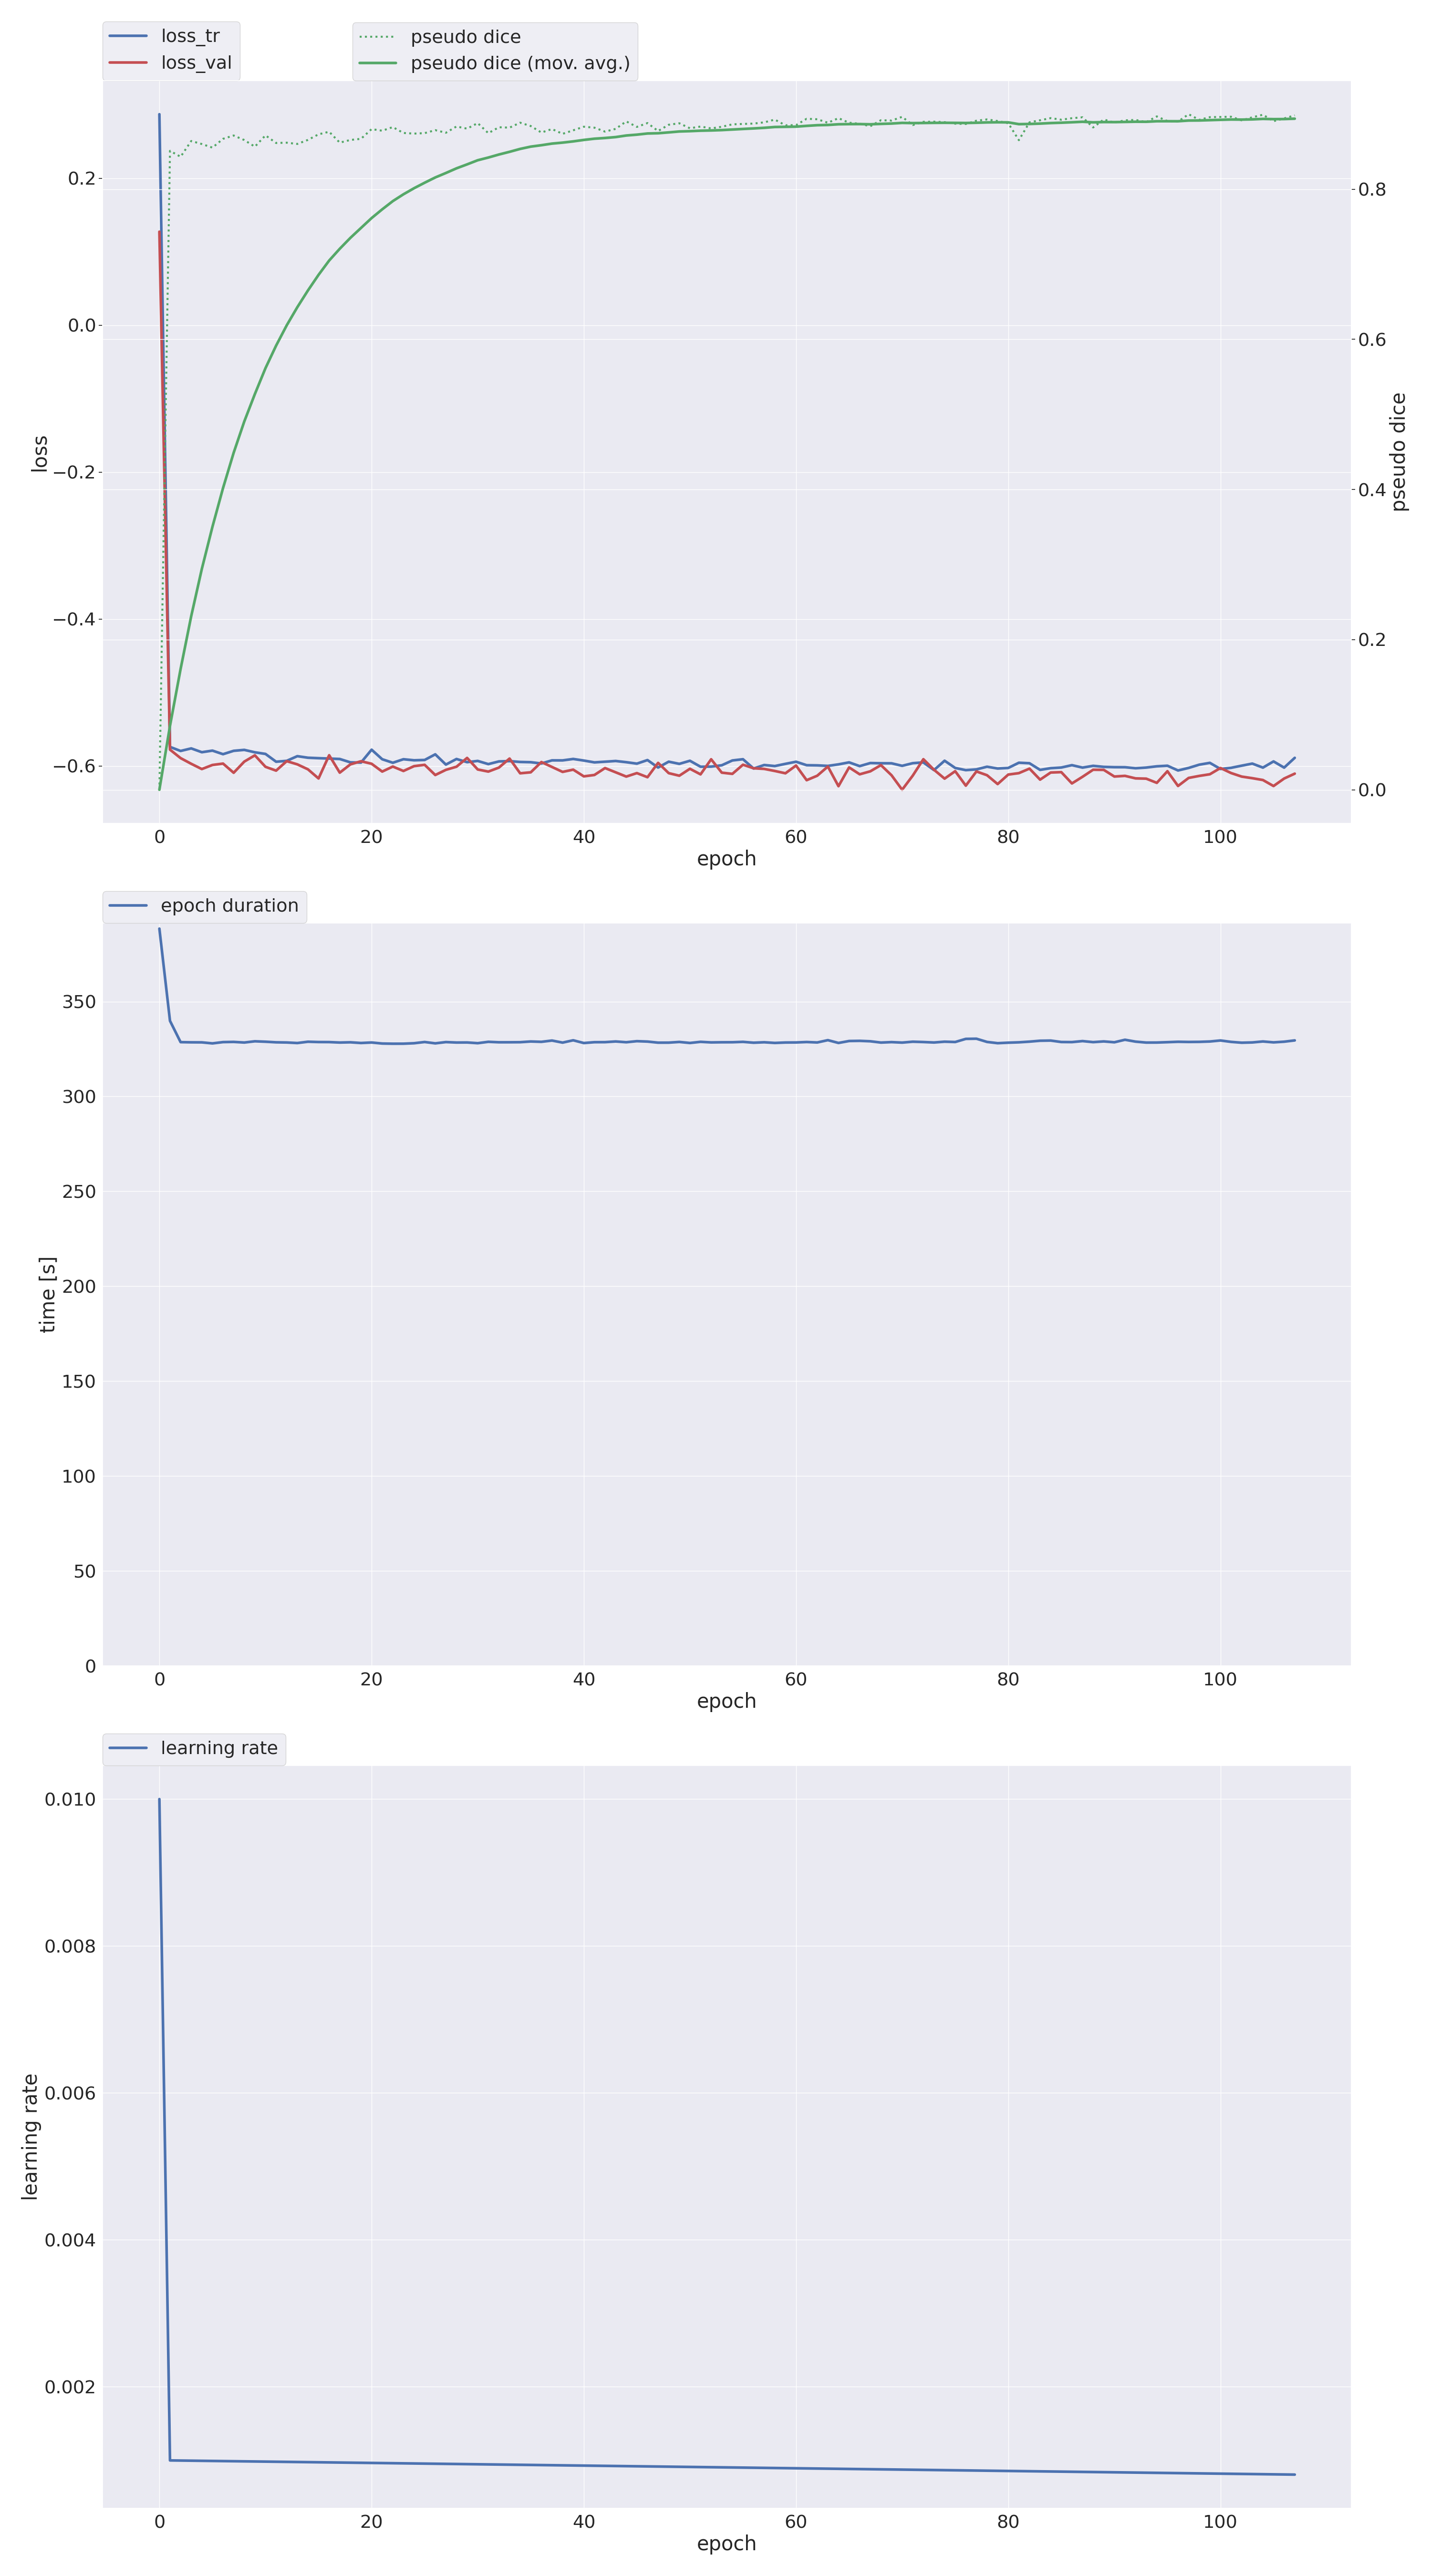 loss_tr
loss_val
pseudo dice
pseudo dice (mov. avg.)
0.2
0.0
−0.2
−0.4
−0.6
loss
0.8
0.6
0.4
0.2
0.0
pseudo dice
0 20 40 60 80 100
epoch
epoch duration
350
300
250
200
150
100
50
0
time [s]
0 20 40 60 80 100
epoch
learning rate
0.010
0.008
0.006
0.004
0.002
learning rate
0 20 40 60 80 100
epoch